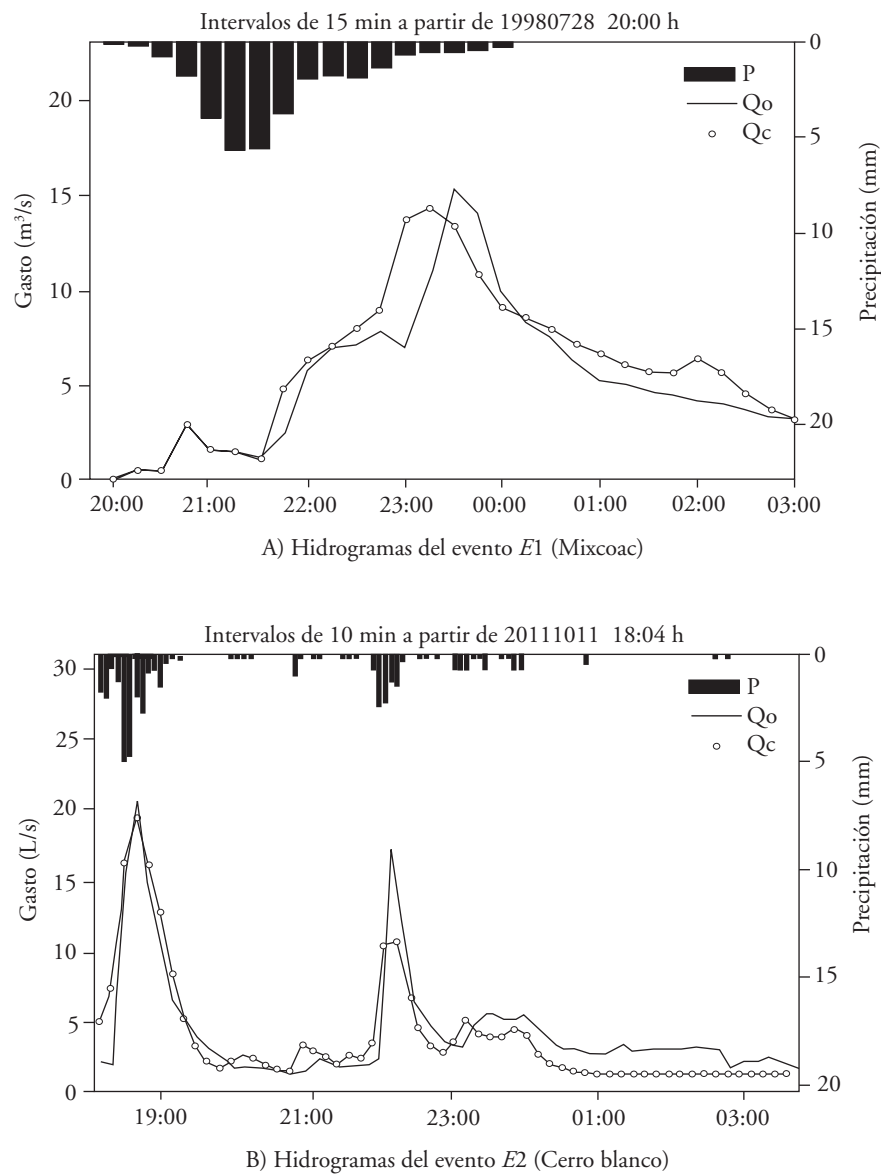 Intervalos de 15 min a partir de 19980728 20:00 h
Gasto (m³/s)
20
15
10
5
0
P
Qo
Qc
0
5
10
15
20
Precipitación (mm)
20:00 21:00 22:00 23:00 00:00 01:00 02:00 03:00
A) Hidrogramas del evento E1 (Mixcoac)
Intervalos de 10 min a partir de 20111011 18:04 h
Gasto (L/s)
30
25
20
15
10
5
0
P
Qo
Qc
0
5
10
15
20
Precipitación (mm)
19:00 21:00 23:00 01:00 03:00
B) Hidrogramas del evento E2 (Cerro blanco)